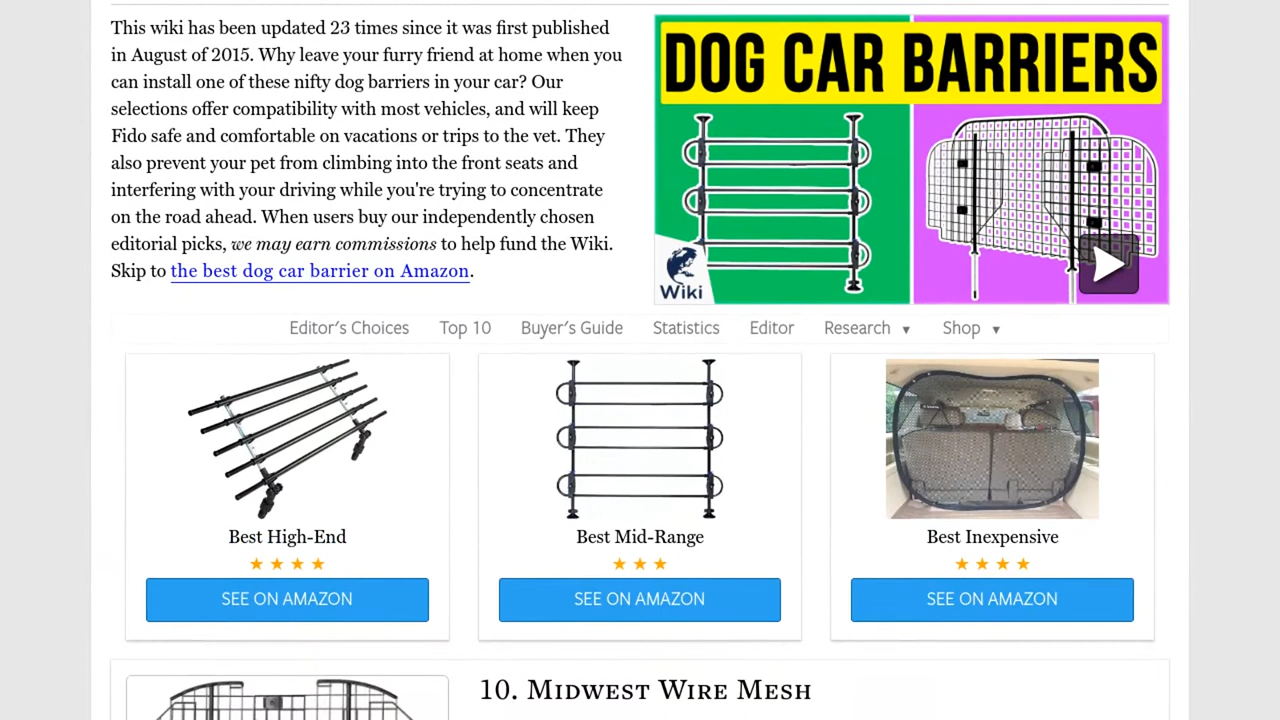 This wiki has been updated 23 times since it was first published
in August of 2015. Why leave your furry friend at home when you
can install one of these nifty dog barriers in your car? Our
selections offer compatibility with most vehicles, and will keep
Fido safe and comfortable on vacations or trips to the vet. They
also prevent your pet from climbing into the front seats and
interfering with your driving while you're trying to concentrate
on the road ahead. When users buy our independently chosen
editorial picks, we may earn commissions to help fund the Wiki.
Skip to the best dog car barrier on Amazon.
DOG CAR BARRIERS
Wiki
Editor's Choices Top 10 Buyer's Guide Statistics Editor Research ▼ Shop ▼
Best High-End
★ ★ ★ ★
SEE ON AMAZON
Best Mid-Range
★ ★ ★
SEE ON AMAZON
Best Inexpensive
★ ★ ★ ★
SEE ON AMAZON
10. Midwest Wire Mesh